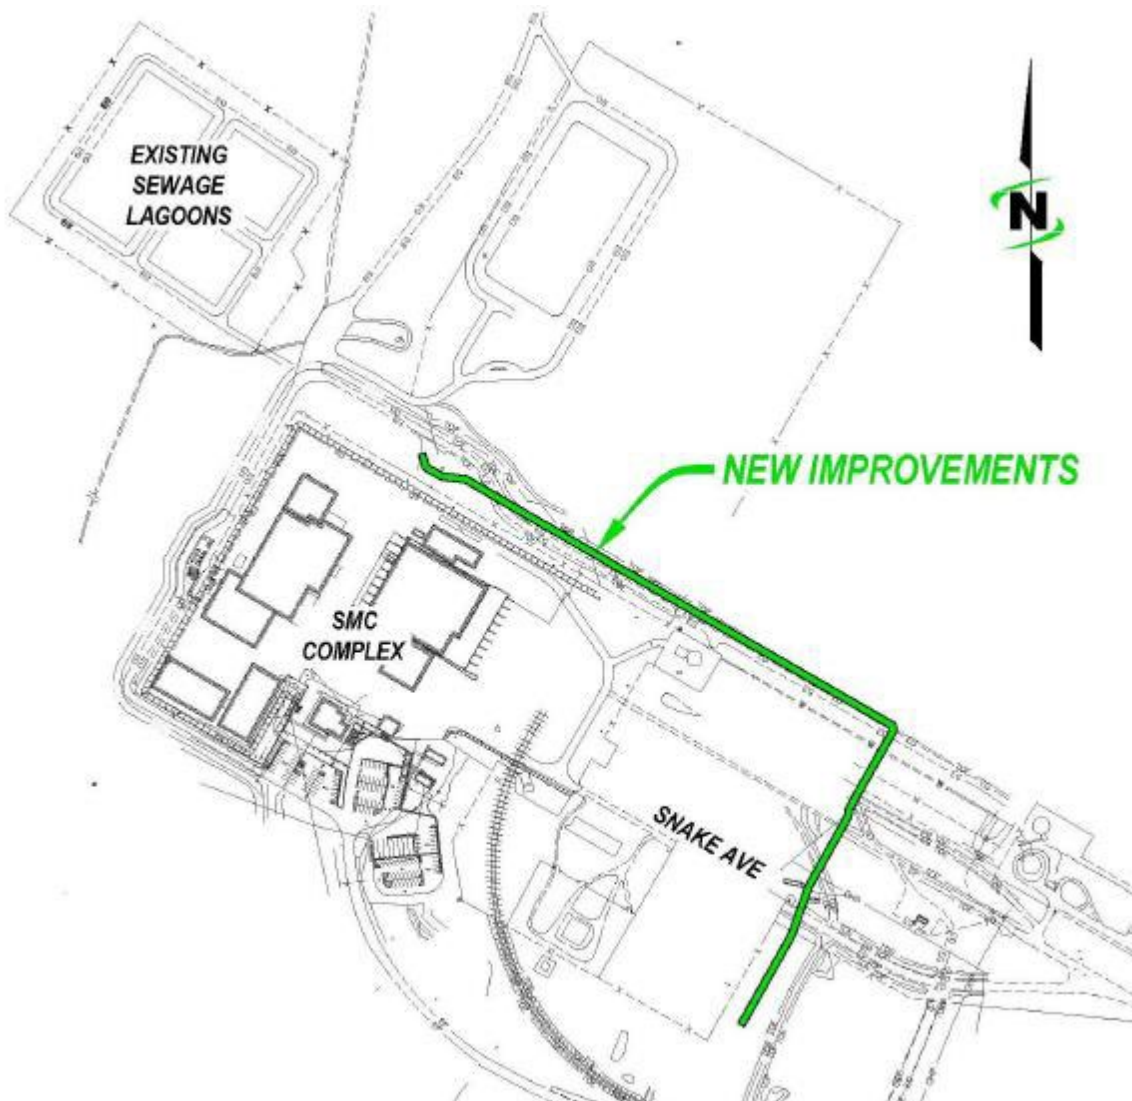 EXISTING
SEWAGE
LAGOONS
N
NEW IMPROVEMENTS
SMC
COMPLEX
SNAKE AVE